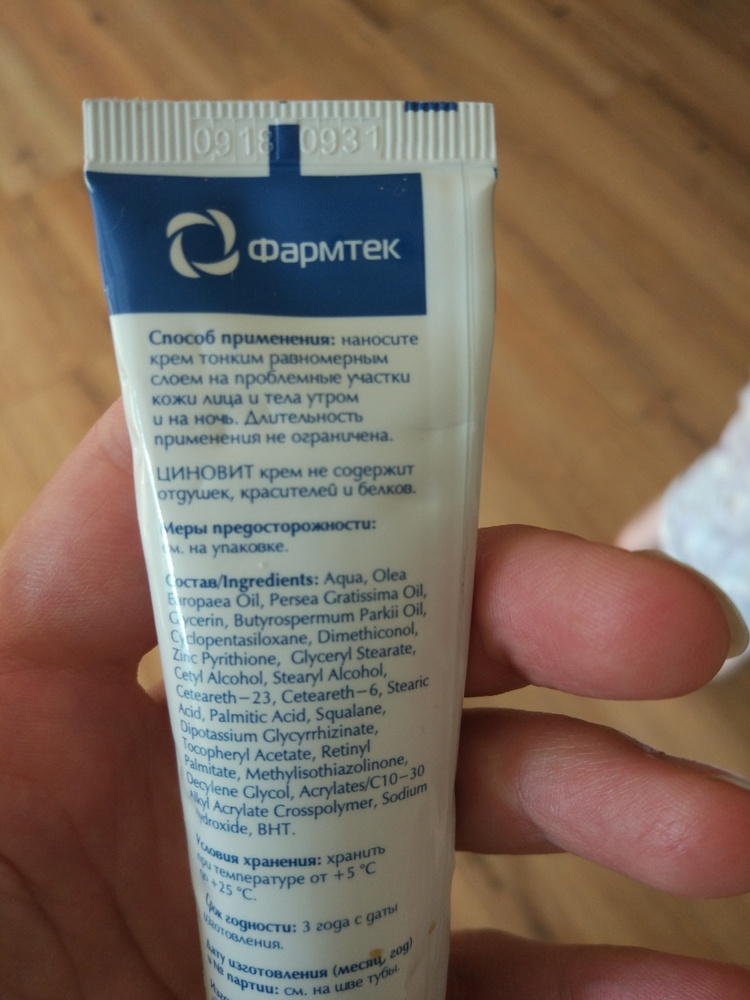 0918 0931
Фармтек
Способ применения: наносите
крем тонким равномерным
слоем на проблемные участки
кожи лица и тела утром
и на ночь. Длительность
применения не ограничена.
ЦИНОВИТ крем не содержит
отдушек, красителей и белков.
Меры предосторожности:
см. на упаковке.
Состав/Ingredients: Aqua, Olea
Europaea Oil, Persea Gratissima Oil,
Glycerin, Butyrospermum Parkii Oil,
Cyclopentasiloxane, Dimethiconol,
Zinc Pyrithione, Glyceryl Stearate,
Cetyl Alcohol, Stearyl Alcohol,
Ceteareth-23, Ceteareth-6, Stearic
Acid, Palmitic Acid, Squalane,
Dipotassium Glycyrrhizinate,
Tocopheryl Acetate, Retinyl
Palmitate, Methylisothiazolinone,
Decylene Glycol, Acrylates/C10-30
Alkyl Acrylate Crosspolymer, Sodium
Hydroxide, BHT.
Условия хранения: хранить
при температуре от +5 °C
до +25 °C.
Срок годности: 3 года с даты
изготовления.
Дату изготовления (месяц, год)
и № партии: см. на шве тубы.